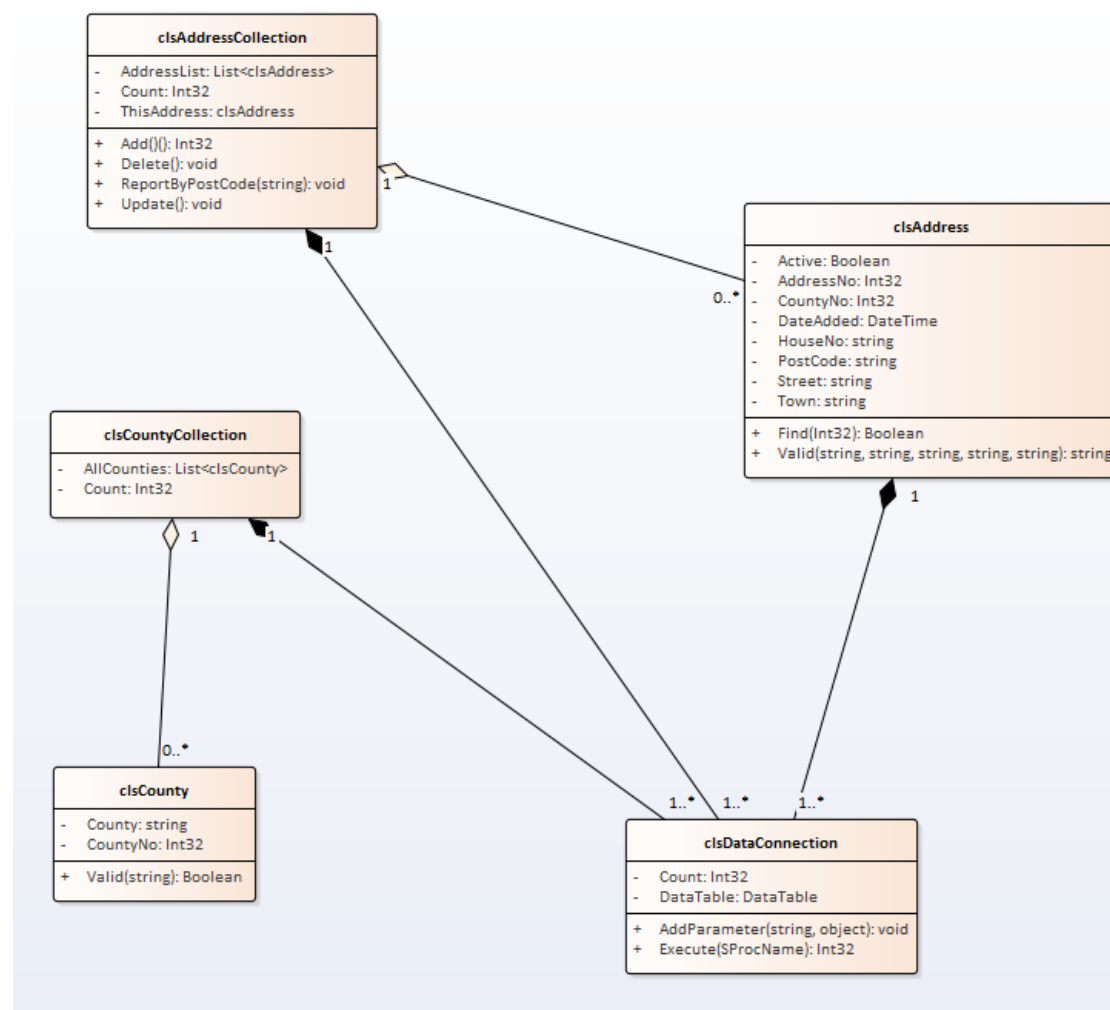 clsAddressCollection
- AddressList: List<clsAddress>
- Count: Int32
- ThisAddress: clsAddress
+ Add()(): Int32
+ Delete(): void
+ ReportByPostCode(string): void
+ Update(): void
1
1
0..*
clsAddress
- Active: Boolean
- AddressNo: Int32
- CountyNo: Int32
- DateAdded: DateTime
- HouseNo: string
- PostCode: string
- Street: string
- Town: string
+ Find(Int32): Boolean
+ Valid(string, string, string, string, string): string
1
clsCountyCollection
- AllCounties: List<clsCounty>
- Count: Int32
1
1
0..*
clsCounty
- County: string
- CountyNo: Int32
+ Valid(string): Boolean
1..*
1..*
1..*
clsDataConnection
- Count: Int32
- DataTable: DataTable
+ AddParameter(string, object): void
+ Execute(SProcName): Int32